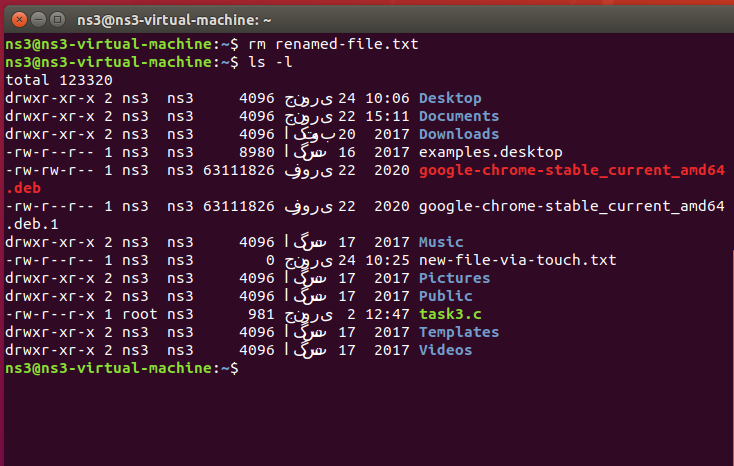 ns3@ns3-virtual-machine: ~
ns3@ns3-virtual-machine:~$ rm renamed-file.txt
ns3@ns3-virtual-machine:~$ ls -l
total 123320
drwxr-xr-x 2 ns3  ns3     4096 جنوری 24 10:06 Desktop
drwxr-xr-x 2 ns3  ns3     4096 جنوری 22 15:11 Documents
drwxr-xr-x 2 ns3  ns3     4096 اکتوبر 20  2017 Downloads
-rw-r--r-- 1 ns3  ns3     8980 اگست 16  2017 examples.desktop
-rw-rw-r-- 1 ns3  ns3 63111826 فروری 22  2020 google-chrome-stable_current_amd64
.deb
-rw-r--r-- 1 ns3  ns3 63111826 فروری 22  2020 google-chrome-stable_current_amd64
.deb.1
drwxr-xr-x 2 ns3  ns3     4096 اگست 17  2017 Music
-rw-r--r-- 1 ns3  ns3        0 جنوری 24 10:25 new-file-via-touch.txt
drwxr-xr-x 2 ns3  ns3     4096 اگست 17  2017 Pictures
drwxr-xr-x 2 ns3  ns3     4096 اگست 17  2017 Public
-rw-r--r-x 1 root ns3      981 جنوری  2 12:47 task3.c
drwxr-xr-x 2 ns3  ns3     4096 اگست 17  2017 Templates
drwxr-xr-x 2 ns3  ns3     4096 اگست 17  2017 Videos
ns3@ns3-virtual-machine:~$